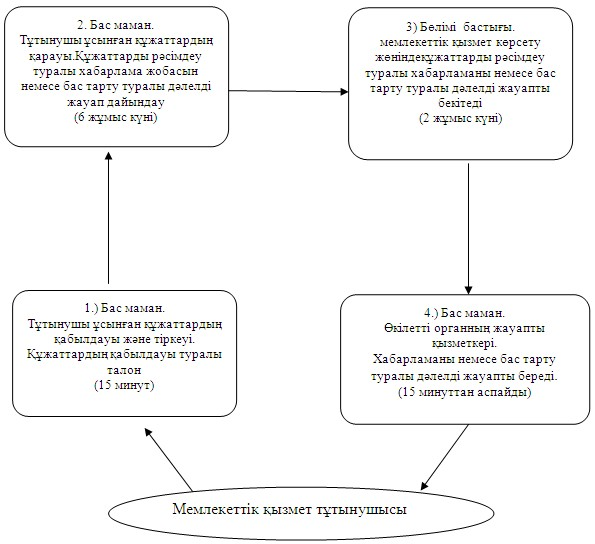 2. Бас маман.
Тұтынушы ұсынған құжаттардың
қарауы.Құжаттарды рәсімдеу
туралы хабарлама жобасын
немесе бас тарту туралы дәлелді
жауап дайындау
(6 жұмыс күні)
3) Бөлімі бастығы.
мемлекеттік қызмет көрсету
жөніндеқұжаттарды рәсімдеу
туралы хабарламаны немесе бас
тарту туралы дәлелді жауапты
бекітеді
(2 жұмыс күні)
1.) Бас маман.
Тұтынушы ұсынған құжаттардың
қабылдауы және тіркеуі.
Құжаттардың қабылдауы туралы
талон
(15 минут)
4.) Бас маман.
Өкілетті органның жауапты
қызметкері.
Хабарламаны немесе бас тарту
туралы дәлелді жауапты береді.
(15 минуттан аспайды)
Мемлекеттік қызмет тұтынушысы